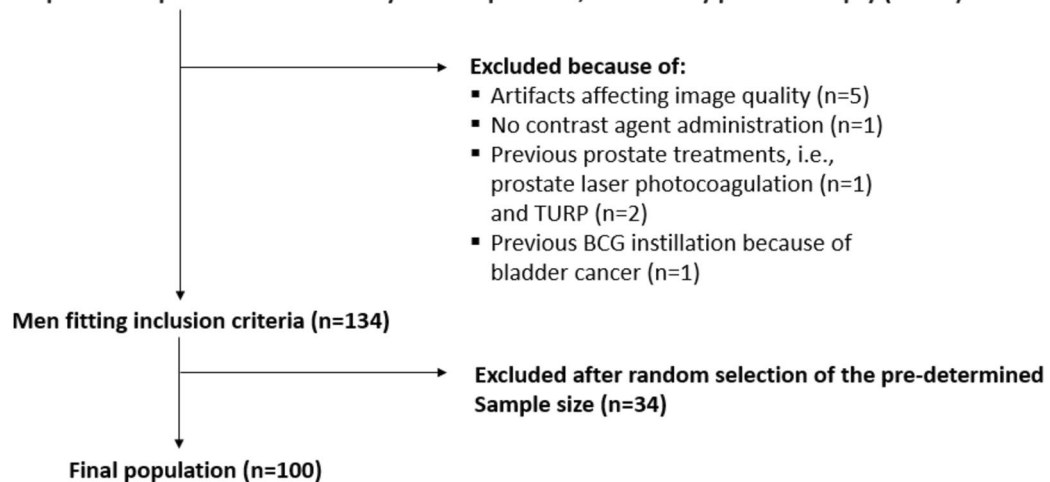 Excluded because of:
▪ Artifacts affecting image quality (n=5)
▪ No contrast agent administration (n=1)
▪ Previous prostate treatments, i.e.,
prostate laser photocoagulation (n=1)
and TURP (n=2)
▪ Previous BCG instillation because of
bladder cancer (n=1)
Men fitting inclusion criteria (n=134)
Excluded after random selection of the pre-determined
Sample size (n=34)
Final population (n=100)